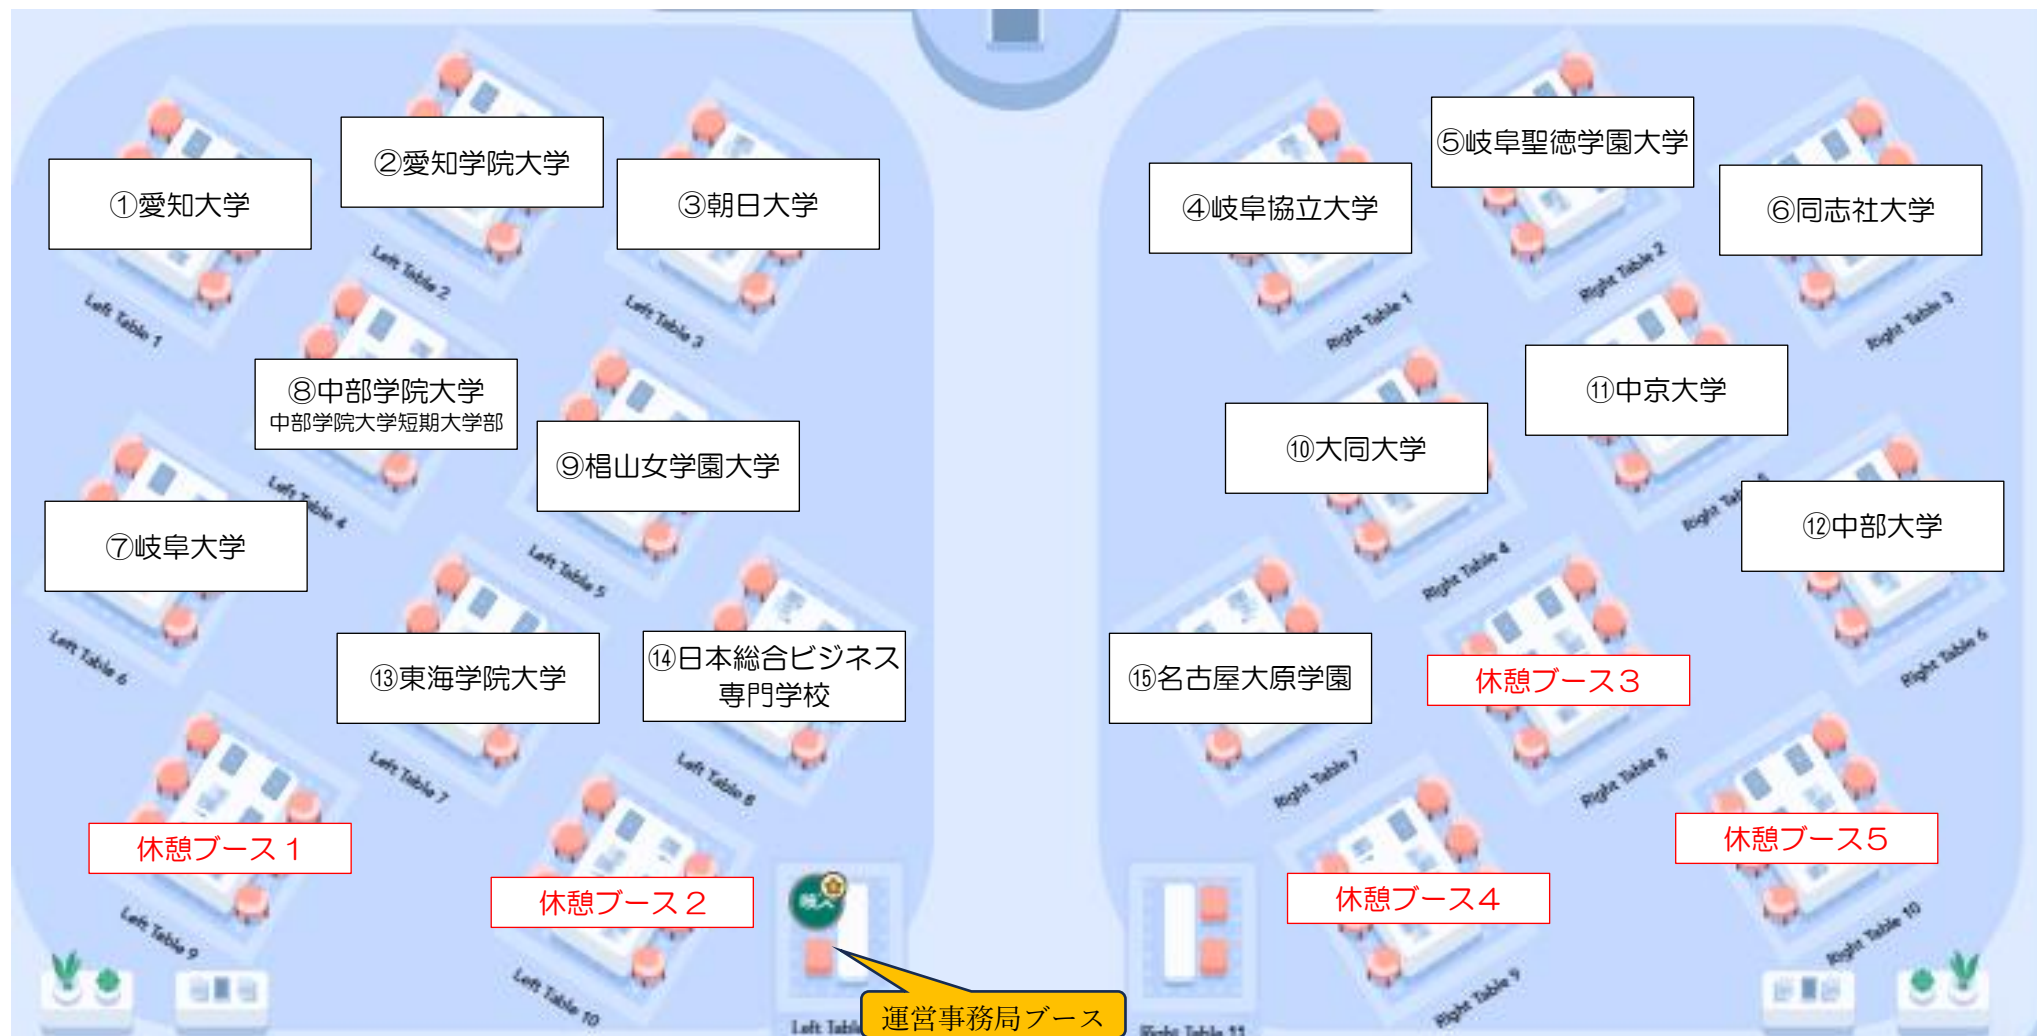 ①愛知大学
②愛知学院大学
③朝日大学
④岐阜協立大学
⑤岐阜聖徳学園大学
⑥同志社大学
Left Table 1
Left Table 2
Left Table 3
Right Table 1
Right Table 2
Right Table 3
⑧中部学院大学
中部学院大学短期大学部
⑨椙山女学園大学
⑩大同大学
⑪中京大学
⑦岐阜大学
⑫中部大学
Left Table 4
Left Table 5
Right Table 4
Right
Left Table 6
Right Table 6
⑬東海学院大学
⑭日本総合ビジネス
専門学校
⑮名古屋大原学園
休憩ブース3
Left Table 7
Left Table 8
Right Table 7
Right Table 8
休憩ブース1
休憩ブース2
休憩ブース4
休憩ブース5
Left Table 9
Left Table 10
Right Table 9
Right Table 10
運営事務局ブース
Left
Right Table 11